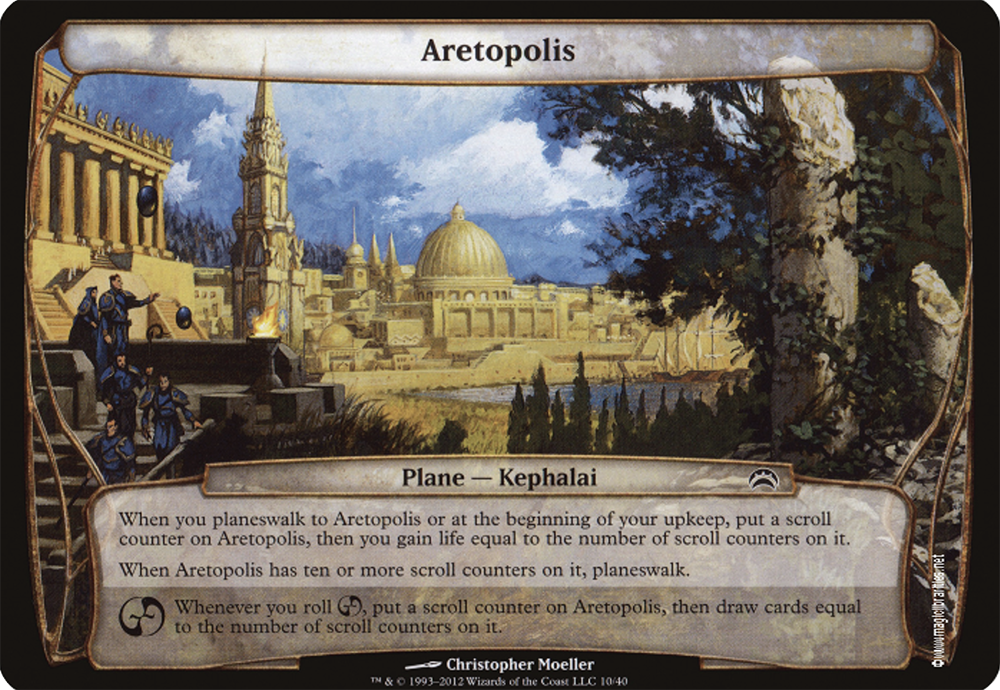 Aretopolis
Plane — Kephalai
When you planeswalk to Aretopolis or at the beginning of your upkeep, put a scroll
counter on Aretopolis, then you gain life equal to the number of scroll counters on it.
When Aretopolis has ten or more scroll counters on it, planeswalk.
Whenever you roll , put a scroll counter on Aretopolis, then draw cards equal
to the number of scroll counters on it.
Christopher Moeller
™ & © 1993–2012 Wizards of the Coast LLC 10/40
© www.magiclibrarities.net